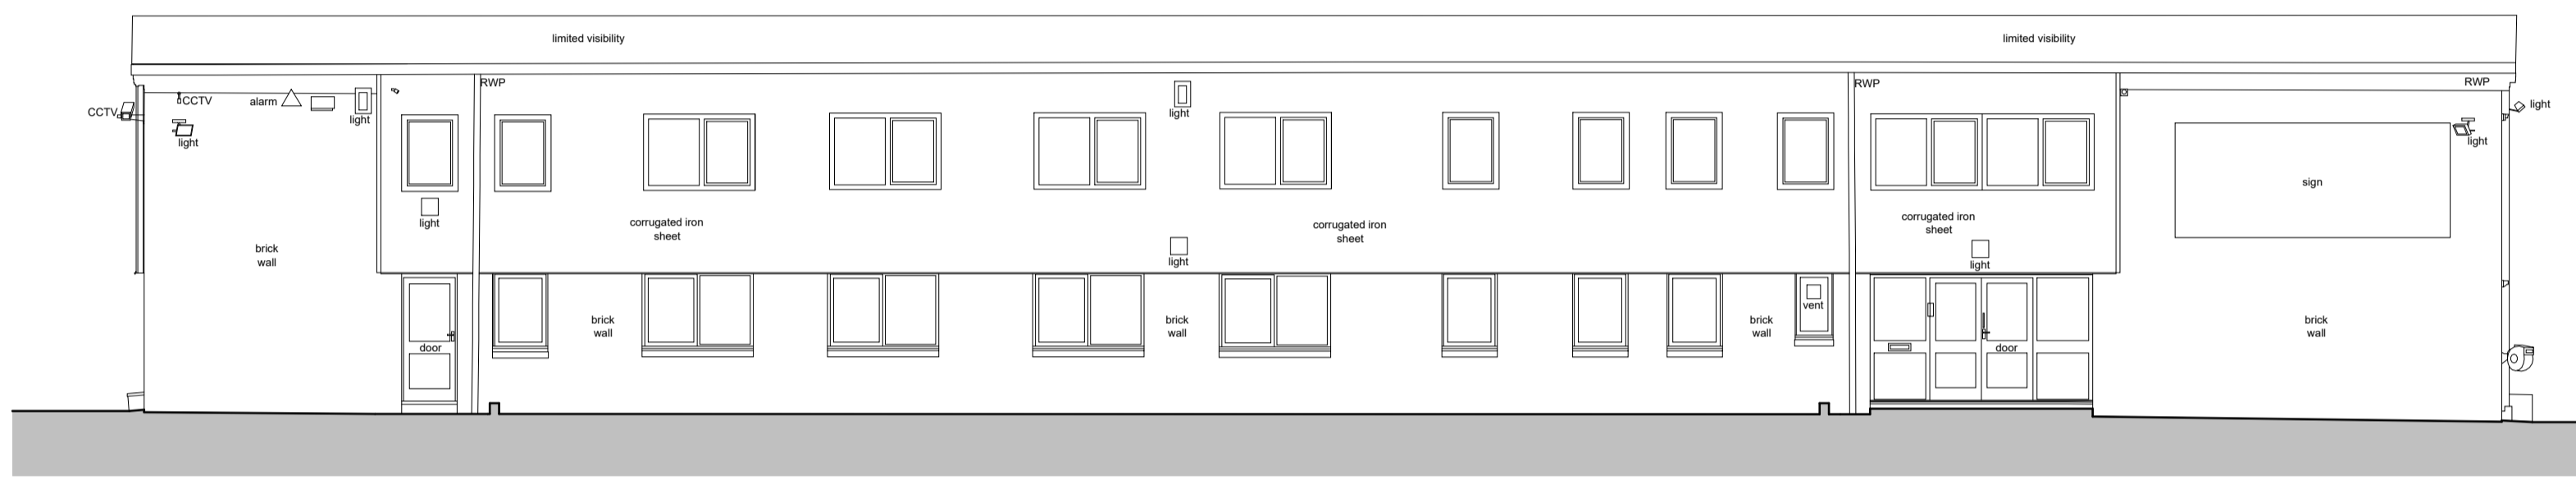 limited visibility
limited visibility
RWP
RWP
RWP
CCTV
CCTV
alarm
light
light
light
light
light
sign
light
corrugated iron
sheet
corrugated iron
sheet
corrugated iron
sheet
brick
wall
light
light
vent
brick
wall
brick
wall
brick
wall
brick
wall
door
door